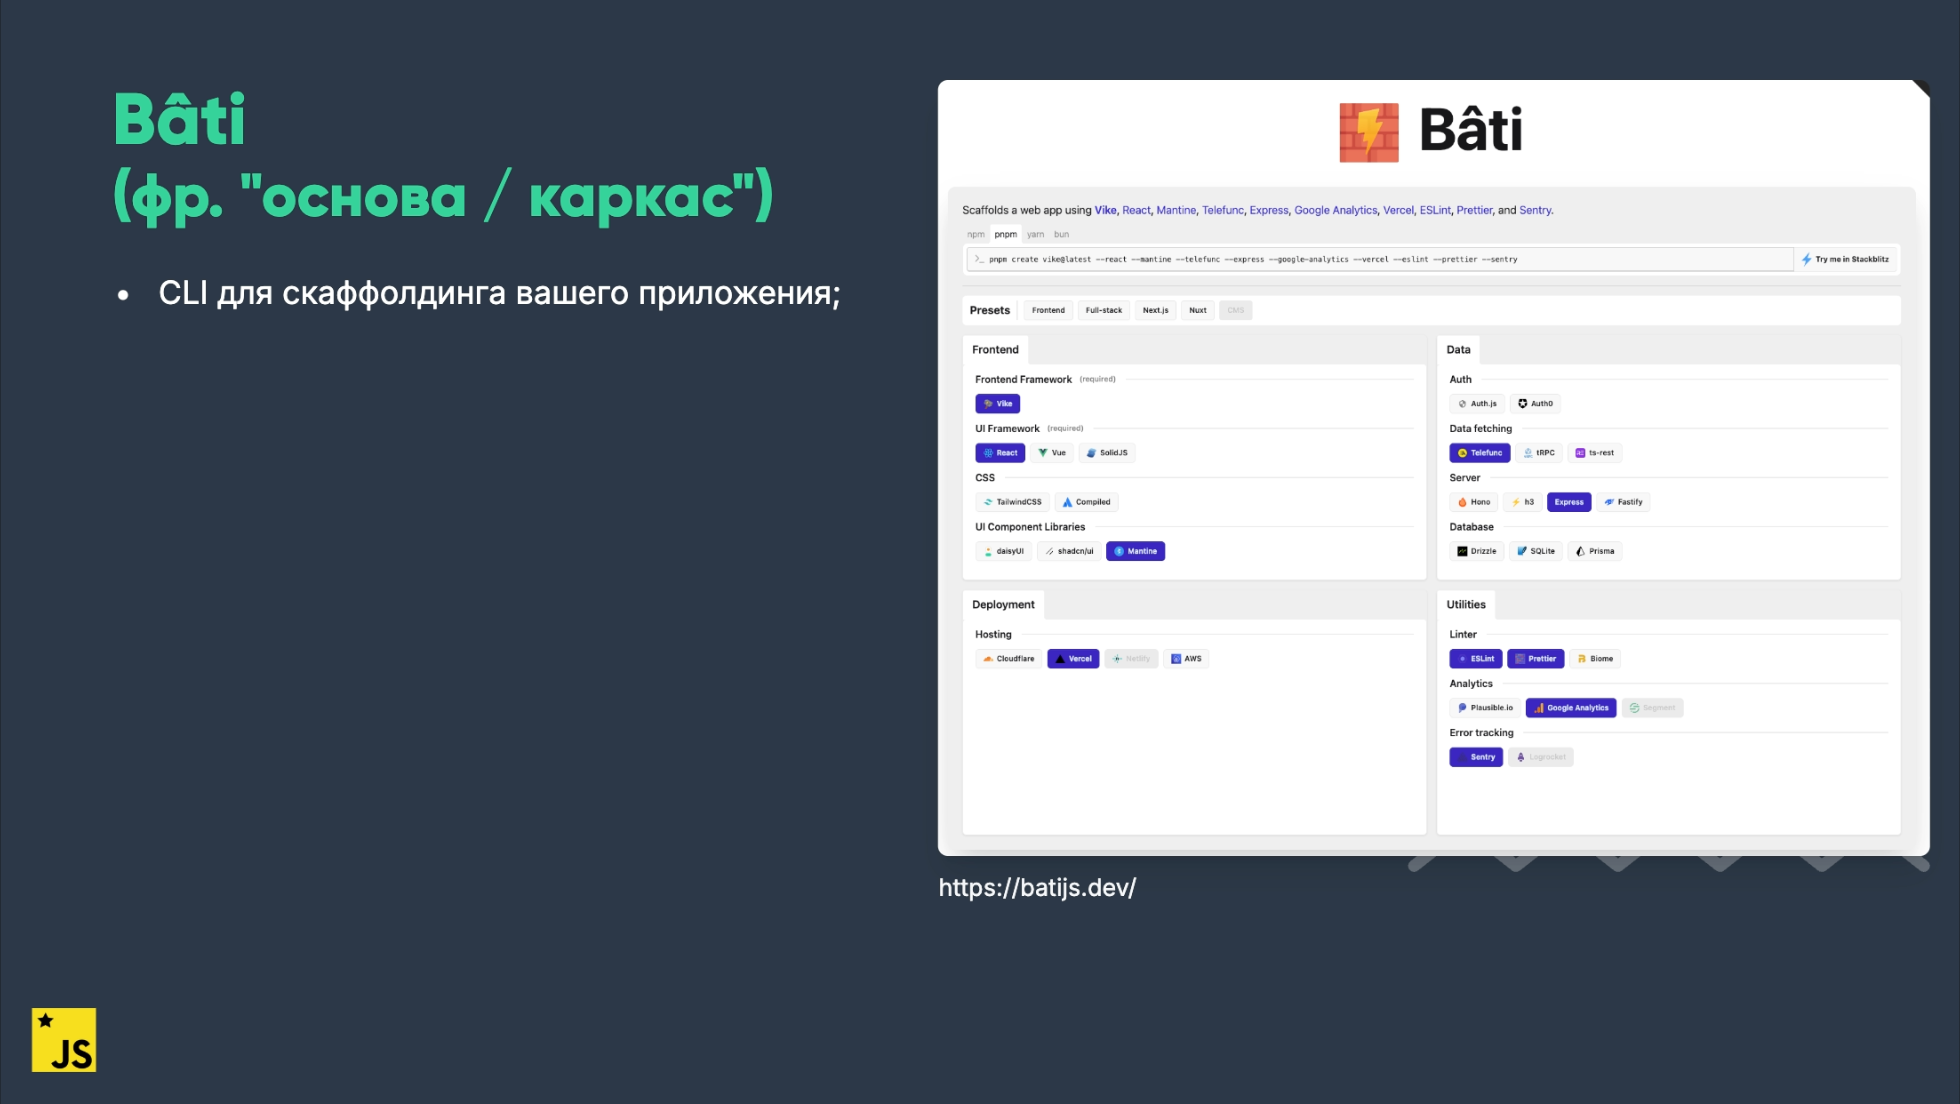 Bâti
(фр. "основа / каркас")
• CLI для скаффолдинга вашего приложения;
Bâti
Scaffolds a web app using Vike, React, Mantine, Telefunc, Express, Google Analytics, Vercel, ESLint, Prettier, and Sentry.
npm pnpm yarn bun
>_ pnpm create vike@latest --react --mantine --telefunc --express --google-analytics --vercel --eslint --prettier --sentry
Try me in Stackblitz
Presets Frontend Full-stack Next.js Nuxt CMS
Frontend
Frontend Framework (required)
Vike
UI Framework (required)
React Vue SolidJS
CSS
TailwindCSS Compiled
UI Component Libraries
daisyUI shadcn/ui Mantine
Data
Auth
Auth.js Auth0
Data fetching
Telefunc tRPC ts-rest
Server
Hono h3 Express Fastify
Database
Drizzle SQLite Prisma
Deployment
Hosting
Cloudflare Vercel Netlify AWS
Utilities
Linter
ESLint Prettier Biome
Analytics
Plausible.io Google Analytics Segment
Error tracking
Sentry Logrocket
https://batijs.dev/
JS